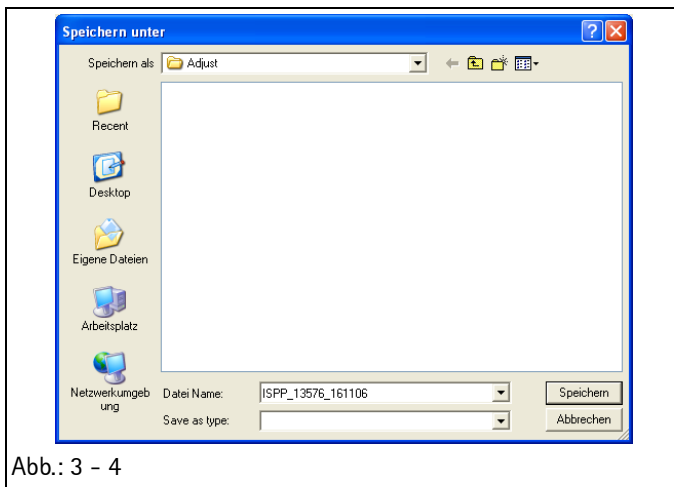 Speichern unter
Speichern als Adjust
Recent
Desktop
Eigene Dateien
Arbeitsplatz
Netzwerkumgeb
ung
Datei Name: ISPP_13576_161106 Speichern
Save as type: Abbrechen
Abb.: 3 - 4